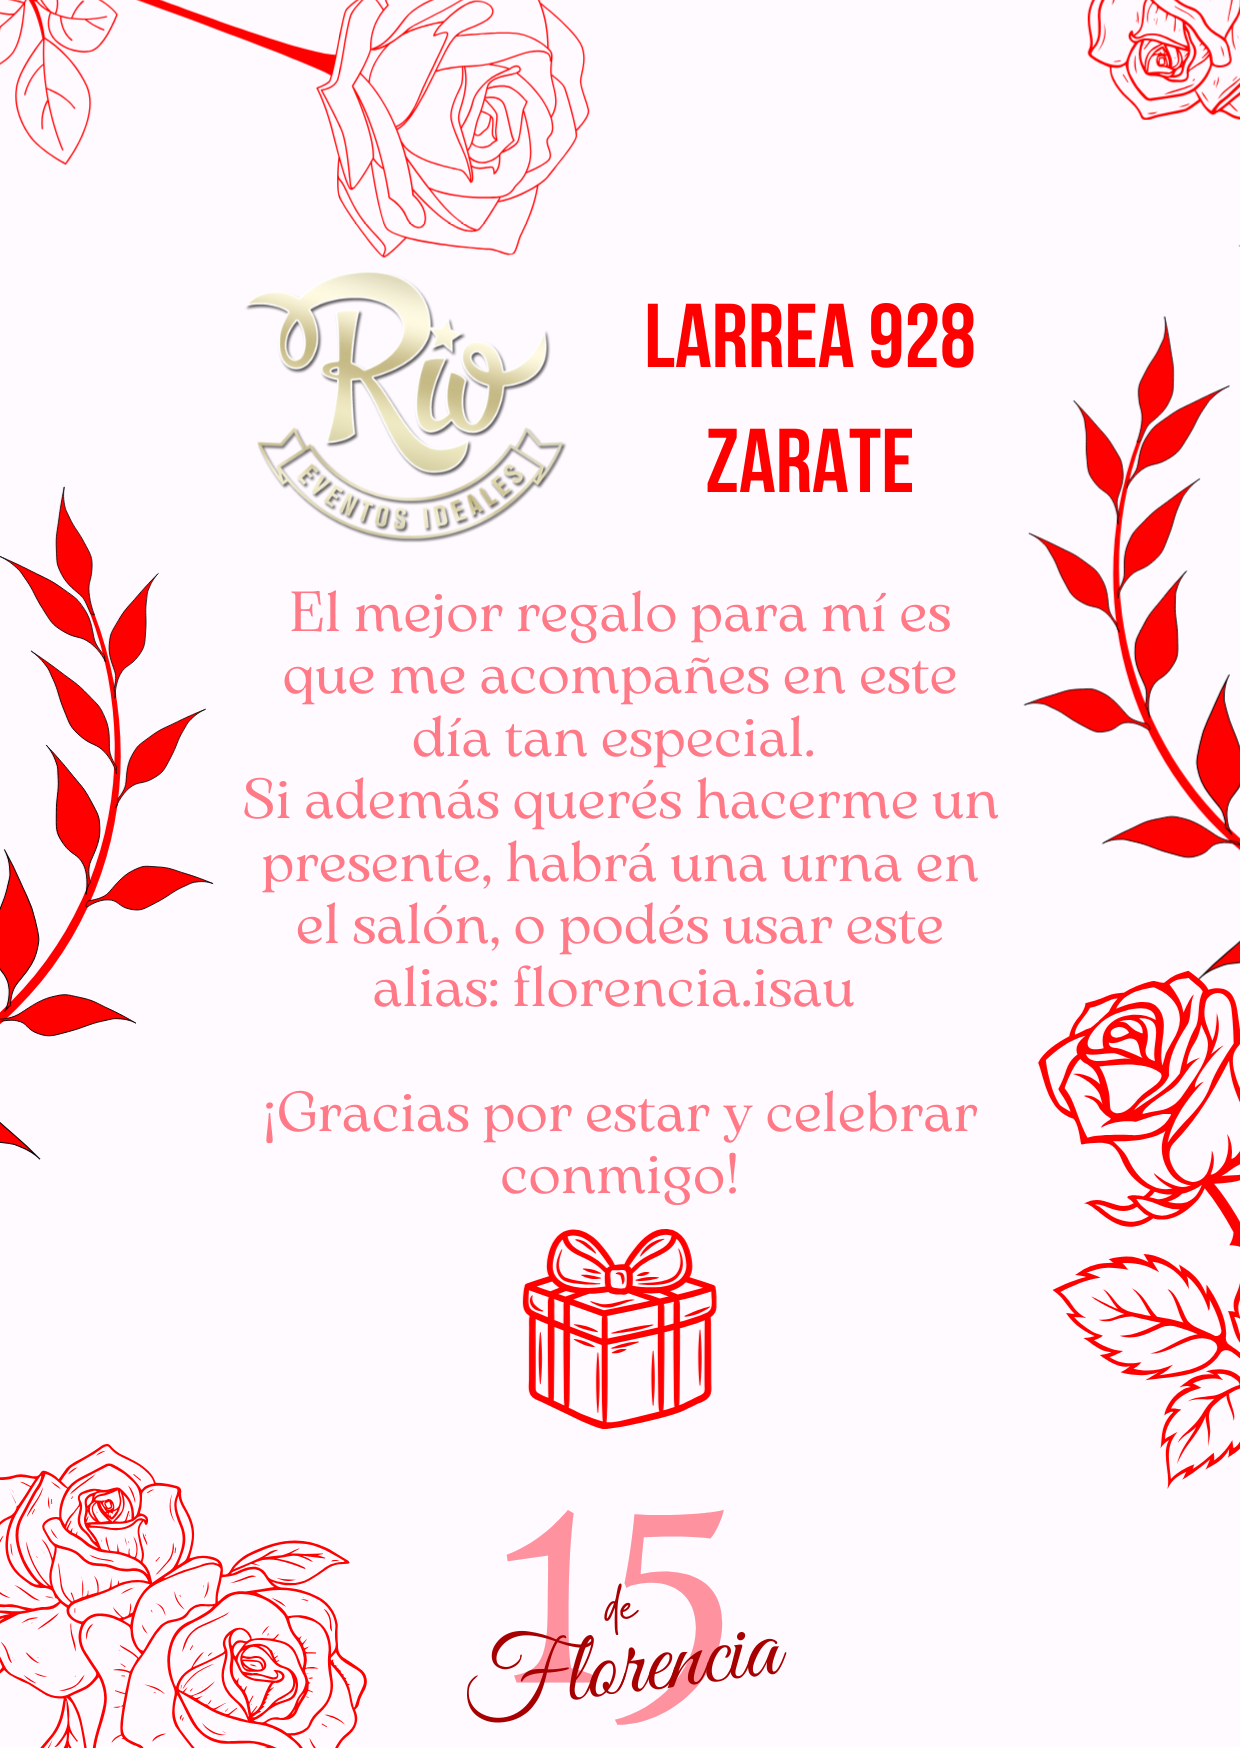 Rio
EVENTOS IDEALES
LARREA 928
ZARATE
El mejor regalo para mí es
que me acompañes en este
día tan especial.
Si además querés hacerme un
presente, habrá una urna en
el salón, o podés usar este
alias: florencia.isau
¡Gracias por estar y celebrar
conmigo!
15
de
Florencia